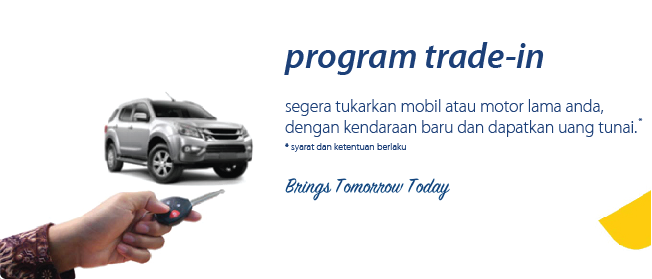 program trade-in
segera tukarkan mobil atau motor lama anda,
dengan kendaraan baru dan dapatkan uang tunai.*
* syarat dan ketentuan berlaku
Brings Tomorrow Today